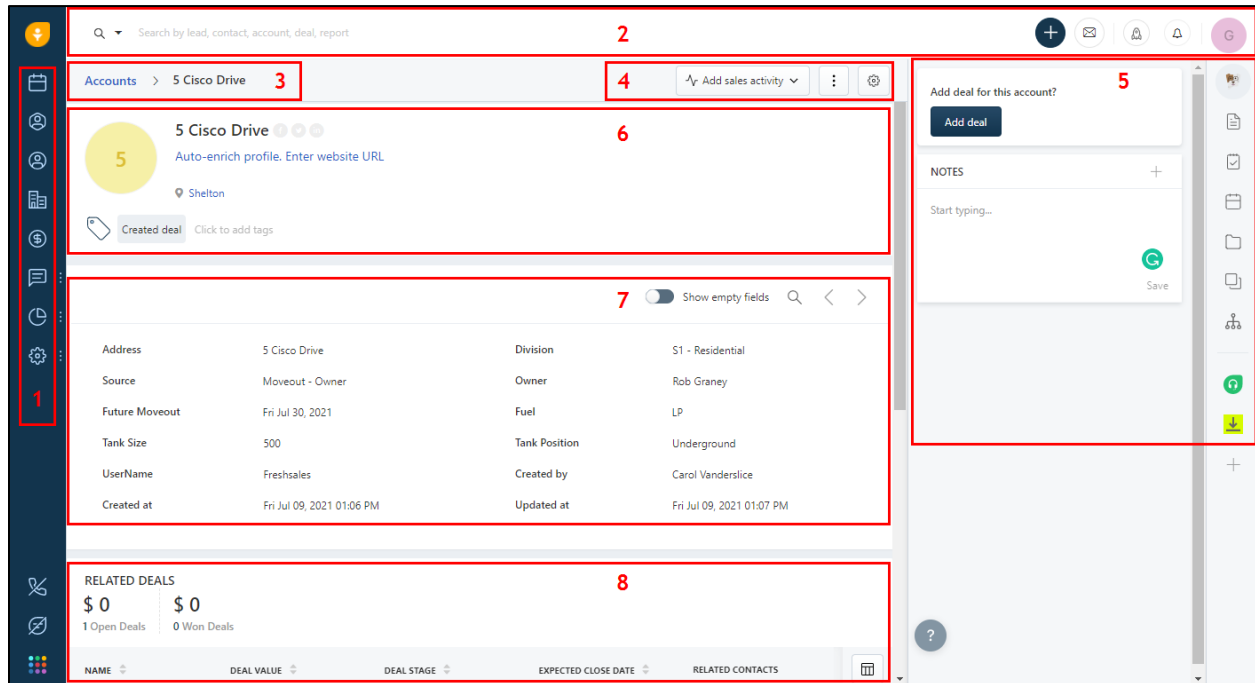 Search by lead, contact, account, deal, report
2
G
Accounts > 5 Cisco Drive
3
4
Add sales activity
5
Add deal for this account?
Add deal
5
5 Cisco Drive
6
Auto-enrich profile. Enter website URL
Shelton
Created deal Click to add tags
NOTES
Start typing...
Save
1
7
Show empty fields
Address 5 Cisco Drive Division S1 - Residential
Source Moveout - Owner Owner Rob Graney
Future Moveout Fri Jul 30, 2021 Fuel LP
Tank Size 500 Tank Position Underground
UserName Freshsales Created by Carol Vanderslice
Created at Fri Jul 09, 2021 01:06 PM Updated at Fri Jul 09, 2021 01:07 PM
RELATED DEALS
8
$ 0 $ 0
1 Open Deals 0 Won Deals
?
NAME DEAL VALUE DEAL STAGE EXPECTED CLOSE DATE RELATED CONTACTS